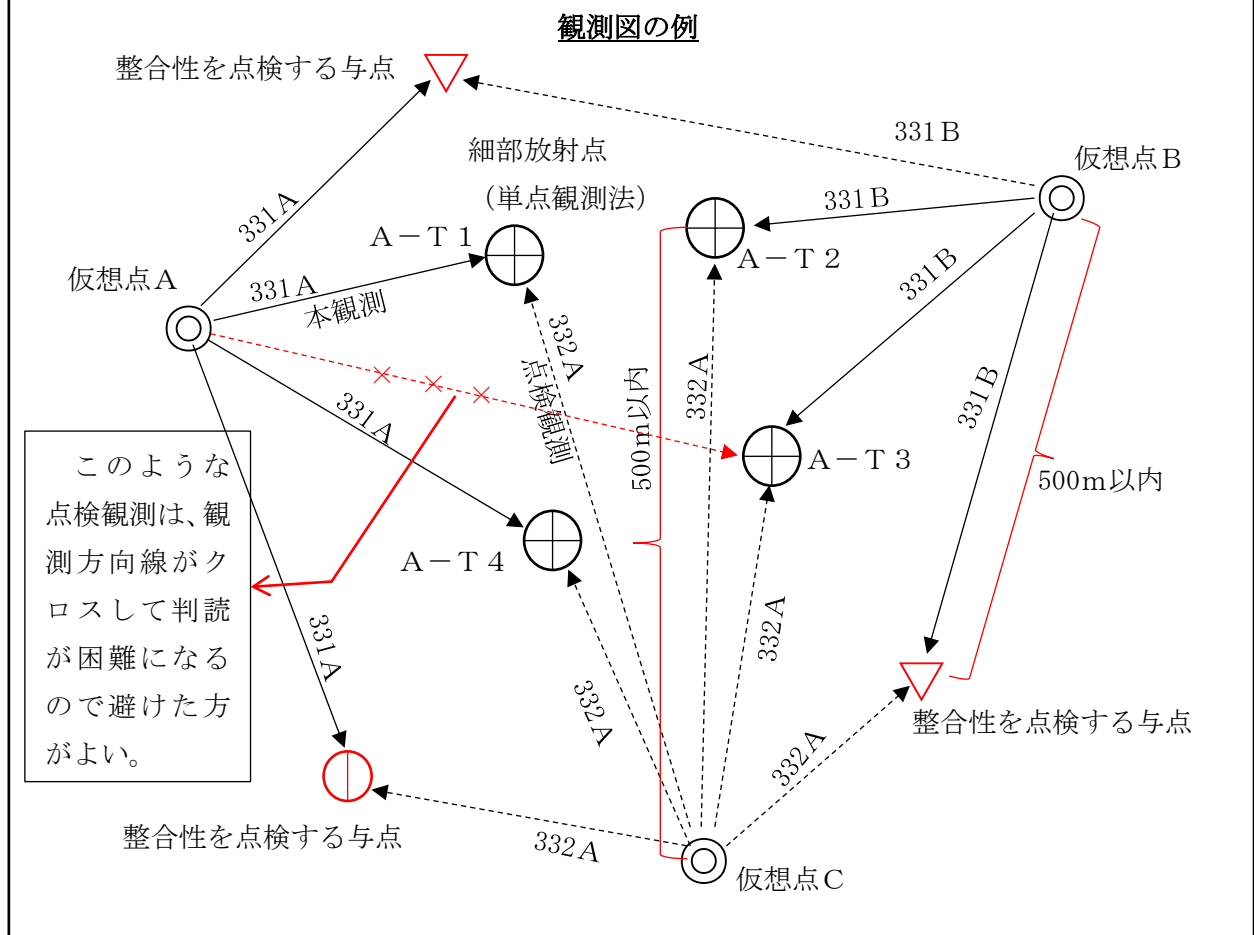 観測図の例
整合性を点検する与点
331B
仮想点B
細部放射点
（単点観測法）
331A
331B
A－T1
A－T2
仮想点A
331A
本観測
331B
332A
点検観測
500m以内
332A
331A
331B
A－T3
500m以内
このような
点検観測は、観
測方向線がク
ロスして判読
が困難になる
ので避けた方
がよい。
A－T4
331A
332A
332A
332A
整合性を点検する与点
整合性を点検する与点
332A
仮想点C